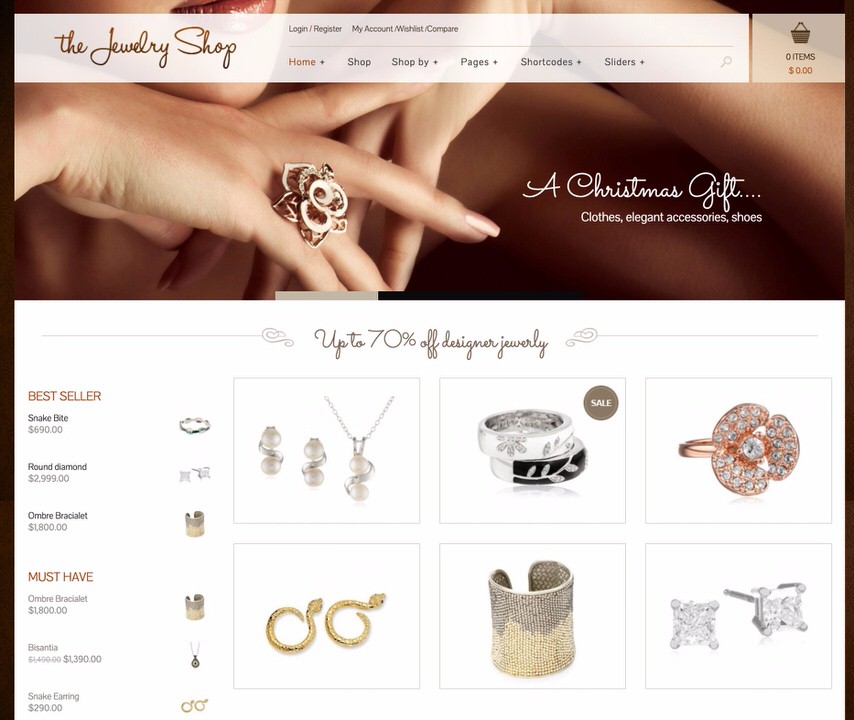 the Jewelry Shop
Login / Register
My Account /Wishlist /Compare
0 ITEMS
$ 0.00
Home +
Shop
Shop by +
Pages +
Shortcodes +
Sliders +
A Christmas Gift....
Clothes, elegant accessories, shoes
Up to 70% off designer jewerly
BEST SELLER
Snake Bite
$690.00
Round diamond
$2,999.00
Ombre Bracialet
$1,800.00
MUST HAVE
Ombre Bracialet
$1,800.00
Bisantia
$1,490.00 $1,390.00
Snake Earring
$290.00
SALE